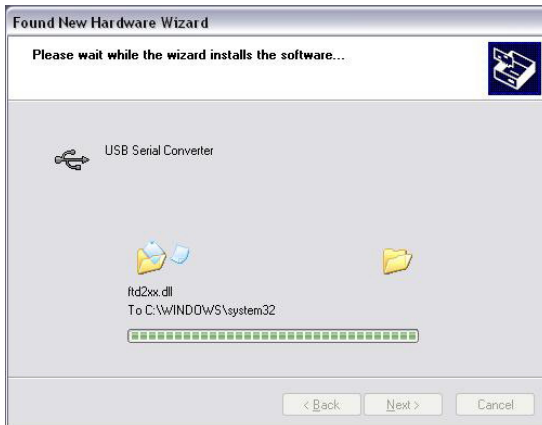 Found New Hardware Wizard
Please wait while the wizard installs the software...
USB Serial Converter
ftd2xx.dll
To C:\WINDOWS\system32
< Back Next > Cancel